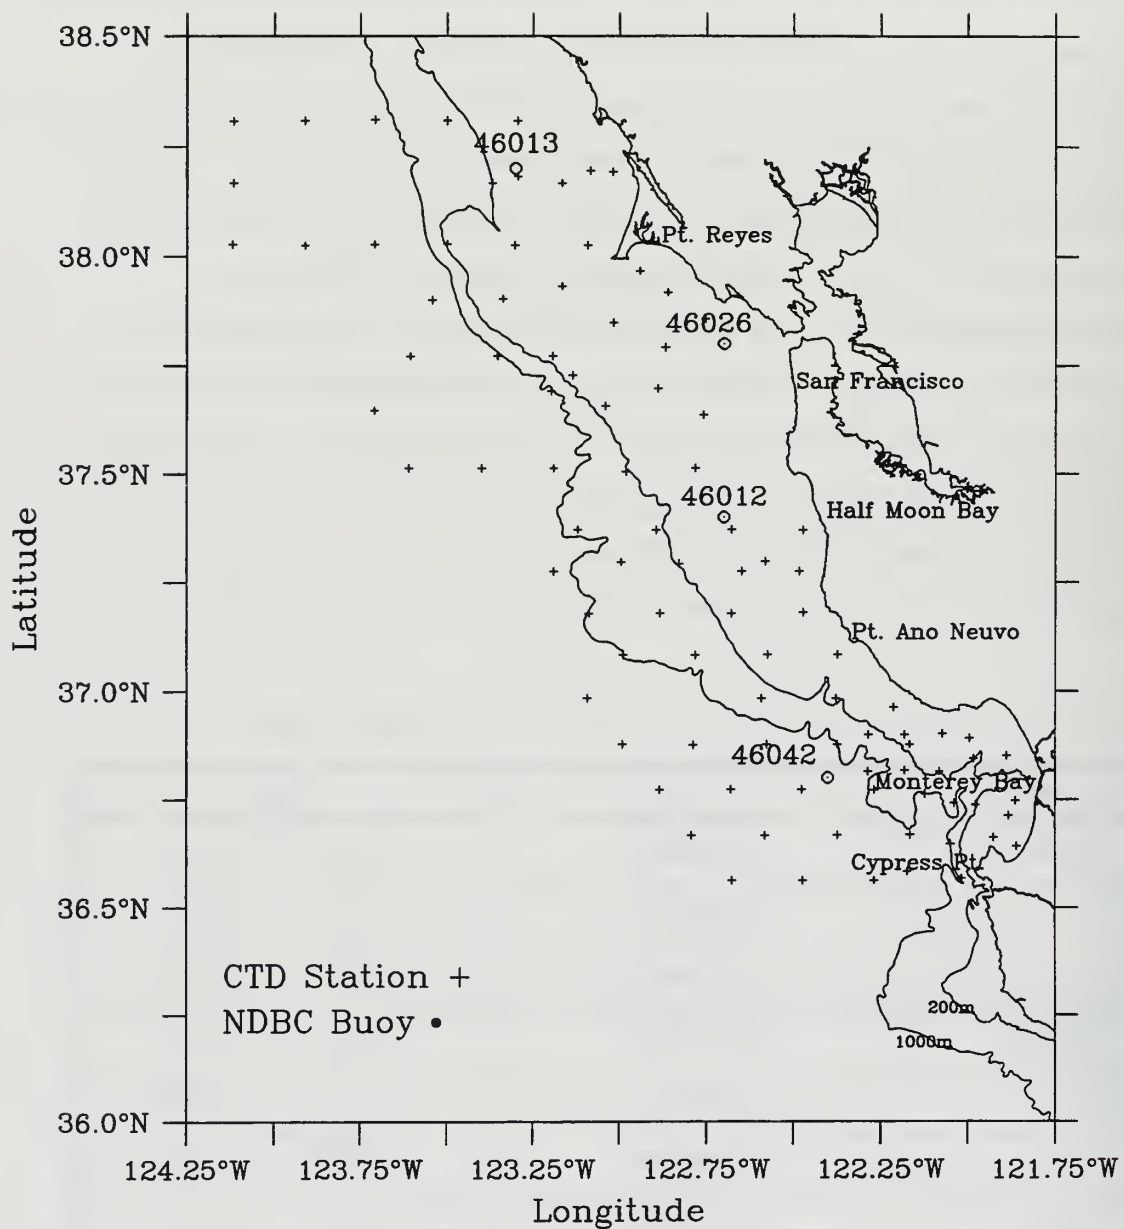 38.5°N
46013
Pt. Reyes
38.0°N
46026
San Francisco
37.5°N
46012
Half Moon Bay
Latitude
Pt. Ano Neuvo
37.0°N
46042
Monterey Bay
Cypress Pt.
36.5°N
CTD Station +
200m
NDBC Buoy •
1000m
36.0°N
124.25°W 123.75°W 123.25°W 122.75°W 122.25°W 121.75°W
Longitude